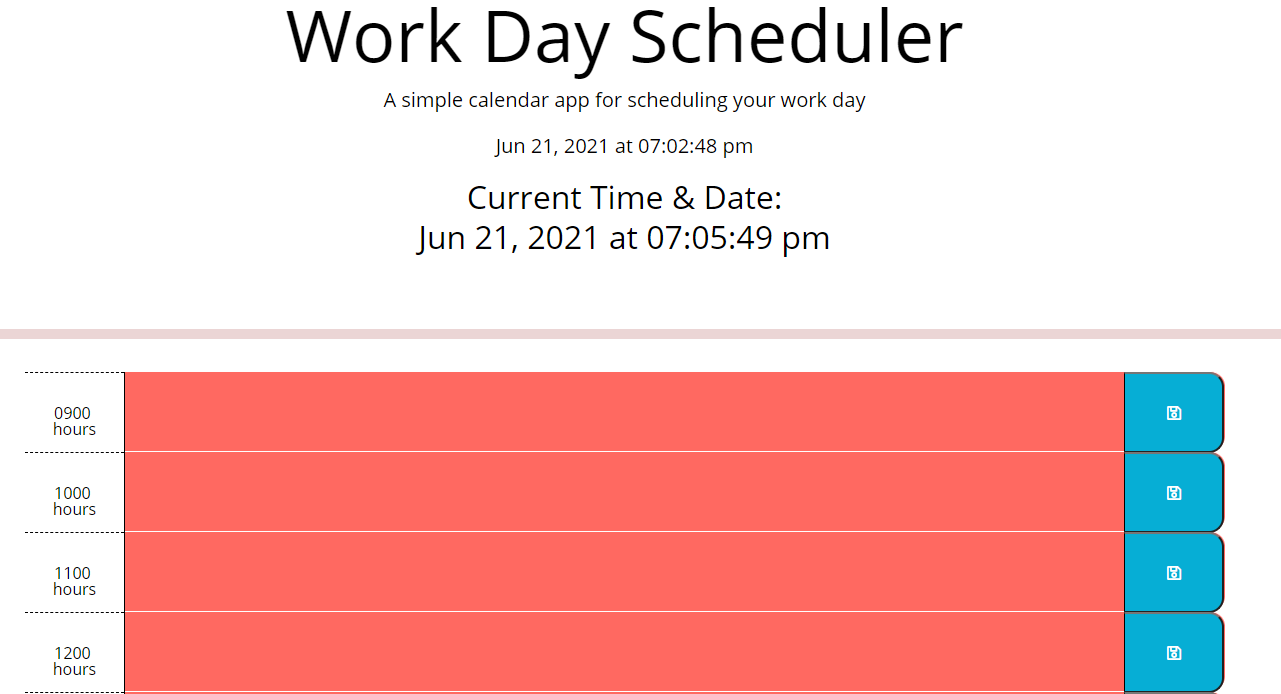 Work Day Scheduler
A simple calendar app for scheduling your work day
Jun 21, 2021 at 07:02:48 pm
Current Time & Date:
Jun 21, 2021 at 07:05:49 pm
0900
hours
1000
hours
1100
hours
1200
hours